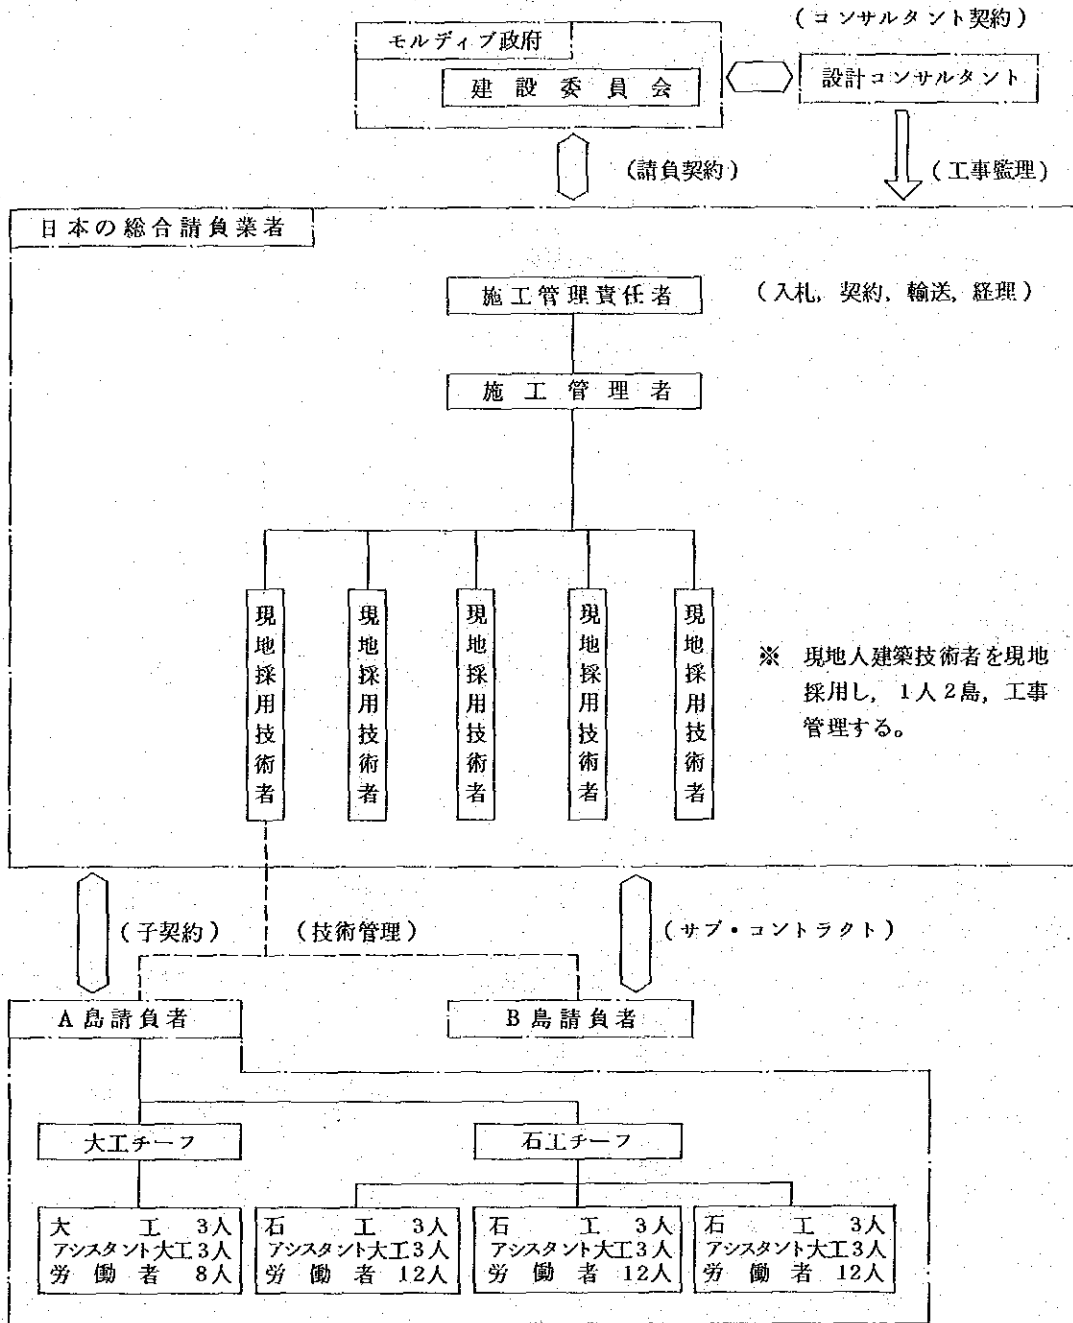 (コンサルタント契約)
モルディブ政府
建設委員会
設計コンサルタント
(請負契約)
(工事監理)
日本の総合請負業者
施工管理責任者
(入札, 契約, 輸送, 経理)
施工管理者
現地採用技術者
現地採用技術者
現地採用技術者
現地採用技術者
現地採用技術者
※ 現地人建築技術者を現地
採用し, 1人2島, 工事
管理する。
(子契約)
(技術管理)
(サブ・コントラクト)
A島請負者
B島請負者
大工チーフ
石工チーフ
大工 3人
アシスタント大工3人
労働者 8人
石工 3人
アシスタント大工3人
労働者 12人
石工 3人
アシスタント大工3人
労働者 12人
石工 3人
アシスタント大工3人
労働者 12人